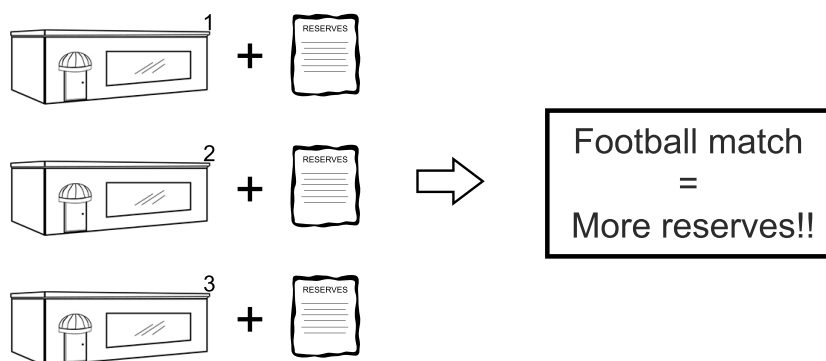 1
+
RESERVES
2
+
RESERVES
3
+
RESERVES
Football match
=
More reserves!!